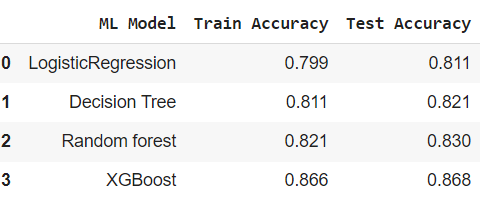 ML Model Train Accuracy Test Accuracy
0 LogisticRegression 0.799 0.811
1 Decision Tree 0.811 0.821
2 Random forest 0.821 0.830
3 XGBoost 0.866 0.868